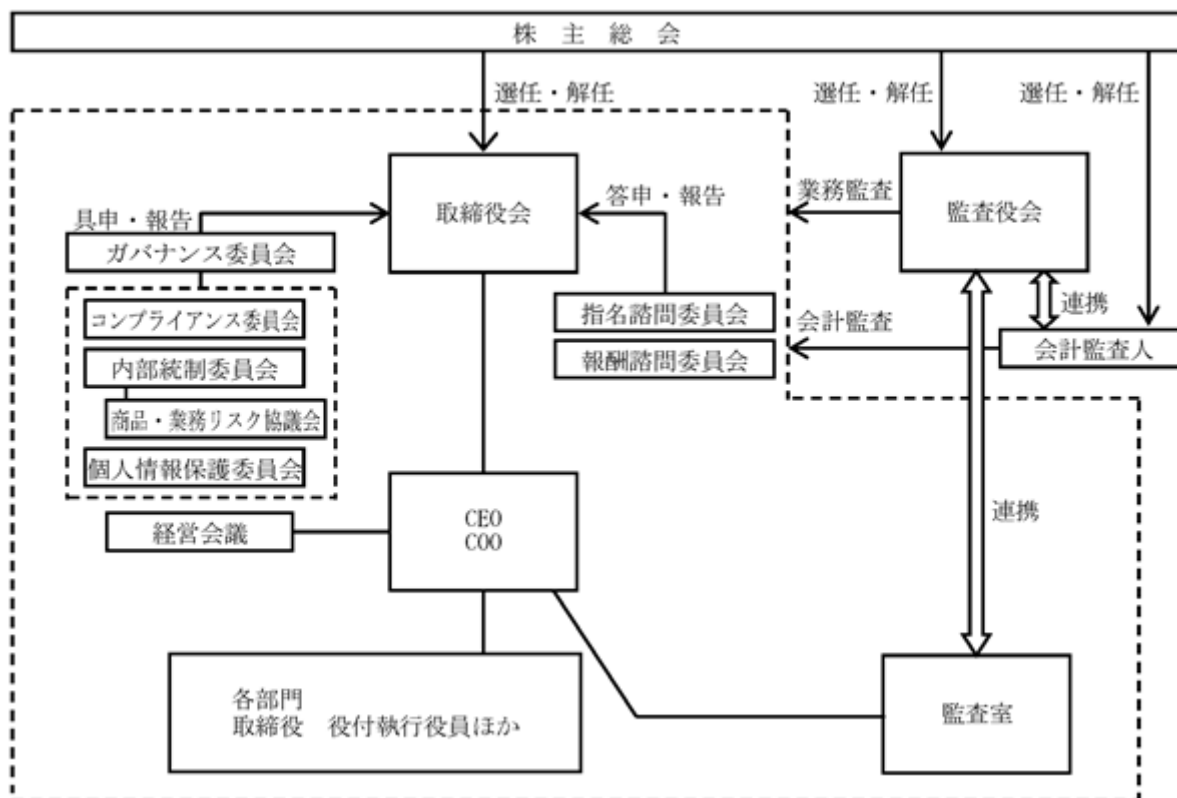 株主総会
選任・解任
選任・解任
選任・解任
取締役会
監査役会
業務監査
答申・報告
具申・報告
ガバナンス委員会
コンプライアンス委員会
内部統制委員会
商品・業務リスク協議会
個人情報保護委員会
指名諮問委員会
報酬諮問委員会
会計監査
連携
会計監査人
経営会議
CEO
COO
連携
各部門
取締役 役付執行役員ほか
監査室